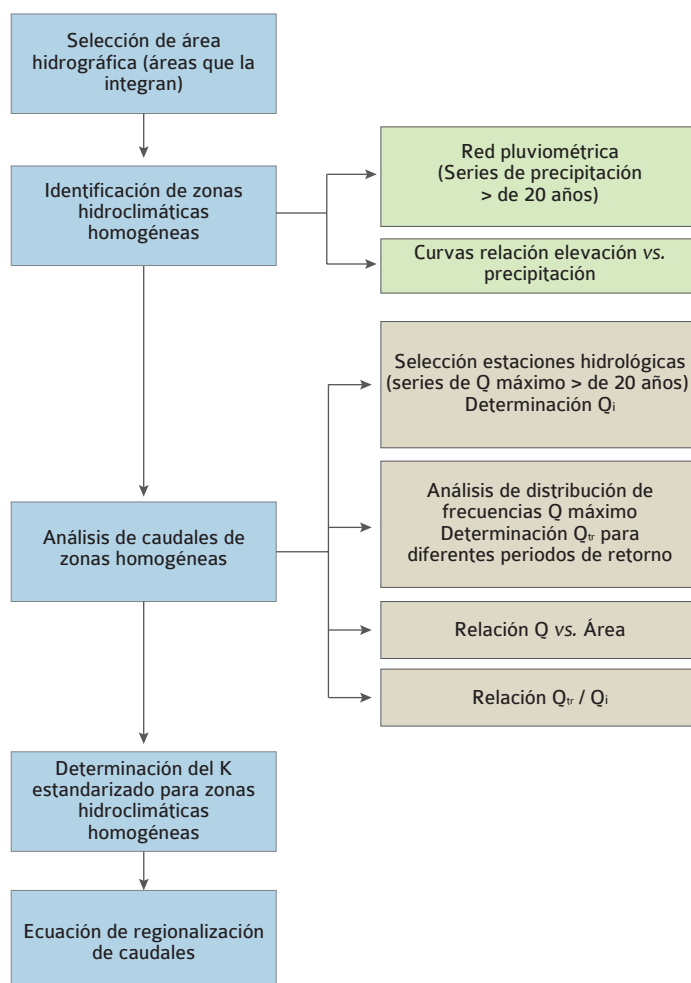 Selección de área
hidrográfica (áreas que la
integran)
Identificación de zonas
hidroclimáticas
homogéneas
Red pluviométrica
(Series de precipitación
> de 20 años)
Curvas relación elevación vs.
precipitación
Análisis de caudales de
zonas homogéneas
Selección estaciones hidrológicas
(series de Q máximo > de 20 años)
Determinación Qi
Análisis de distribución de
frecuencias Q máximo
Determinación Qtr para
diferentes periodos de retorno
Relación Q vs. Área
Relación Qtr / Qi
Determinación del K
estandarizado para zonas
hidroclimáticas
homogéneas
Ecuación de regionalización
de caudales